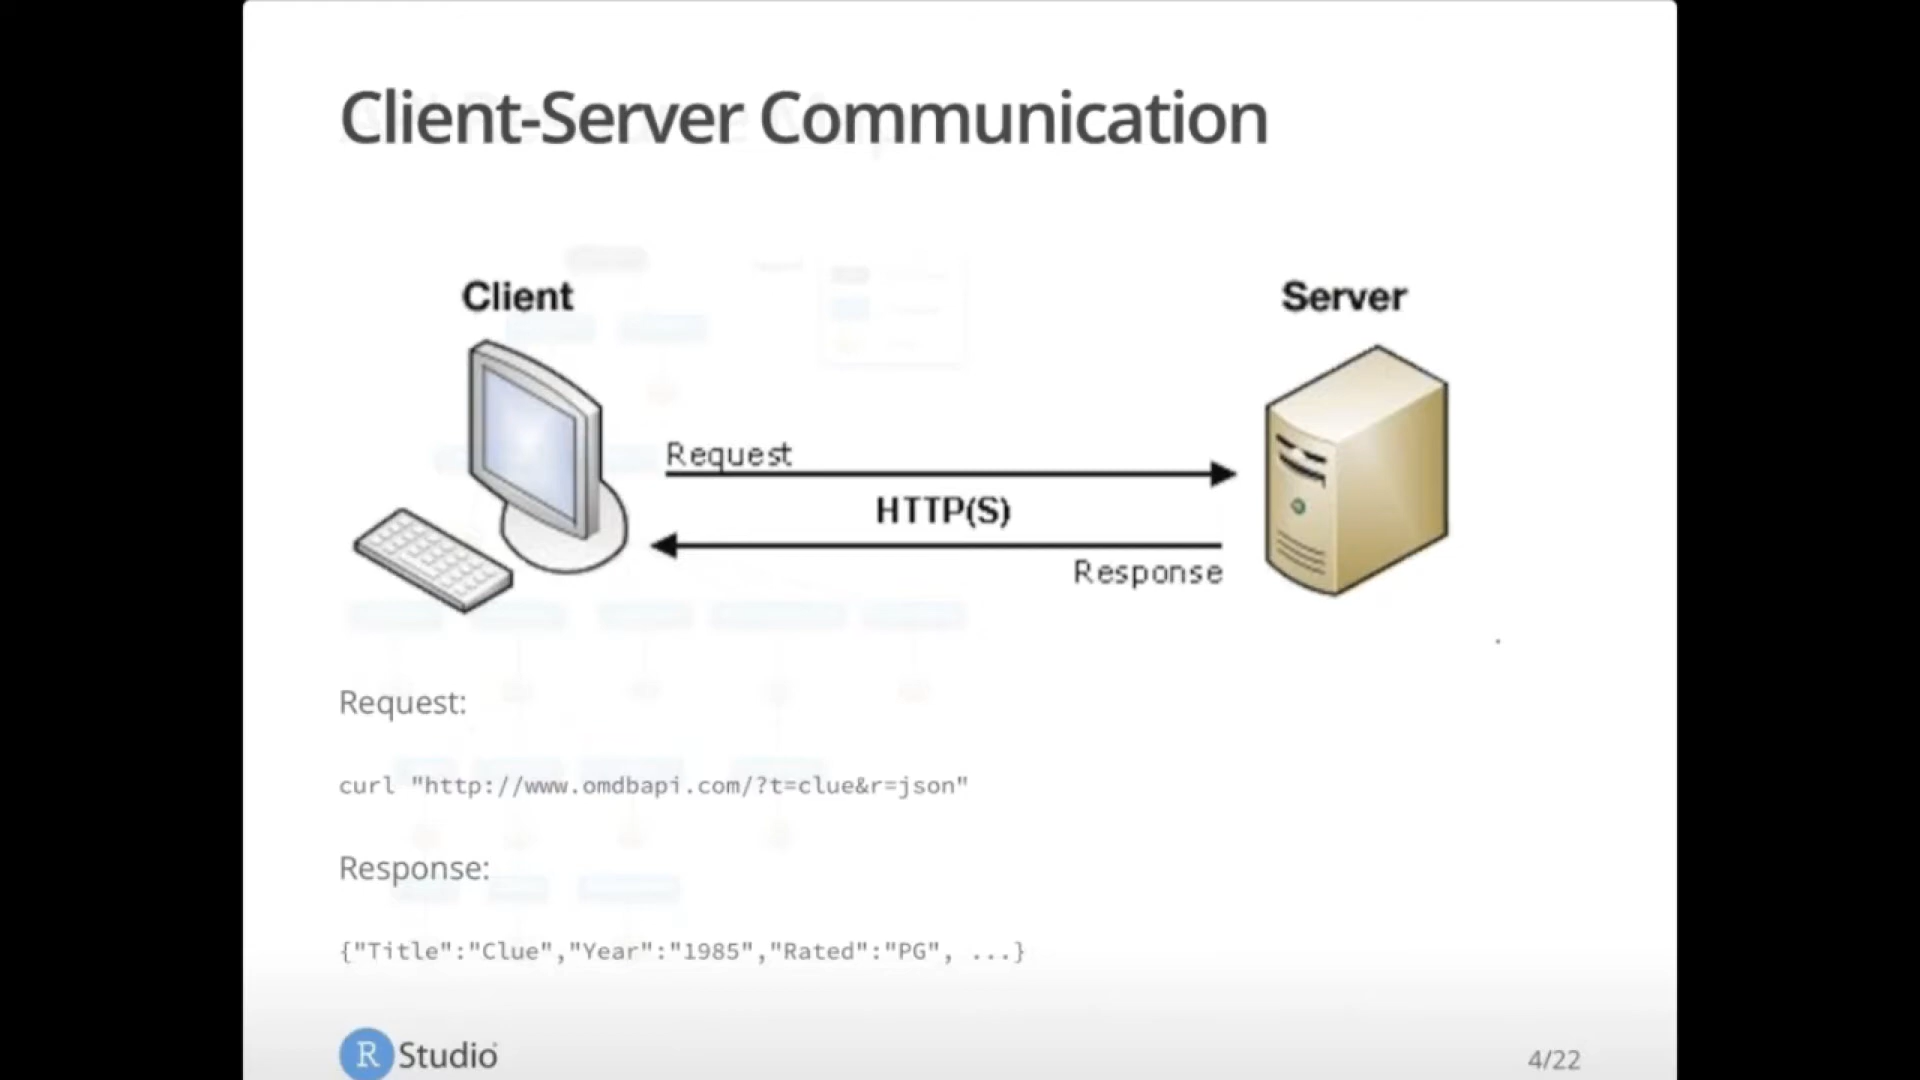 Client-Server Communication
Client
Server
Request
HTTP(S)
Response
Request:
curl "http://www.omdbapi.com/?t=clue&r=json"
Response:
{"Title":"Clue","Year":"1985","Rated":"PG", ...}
R Studio
4/22